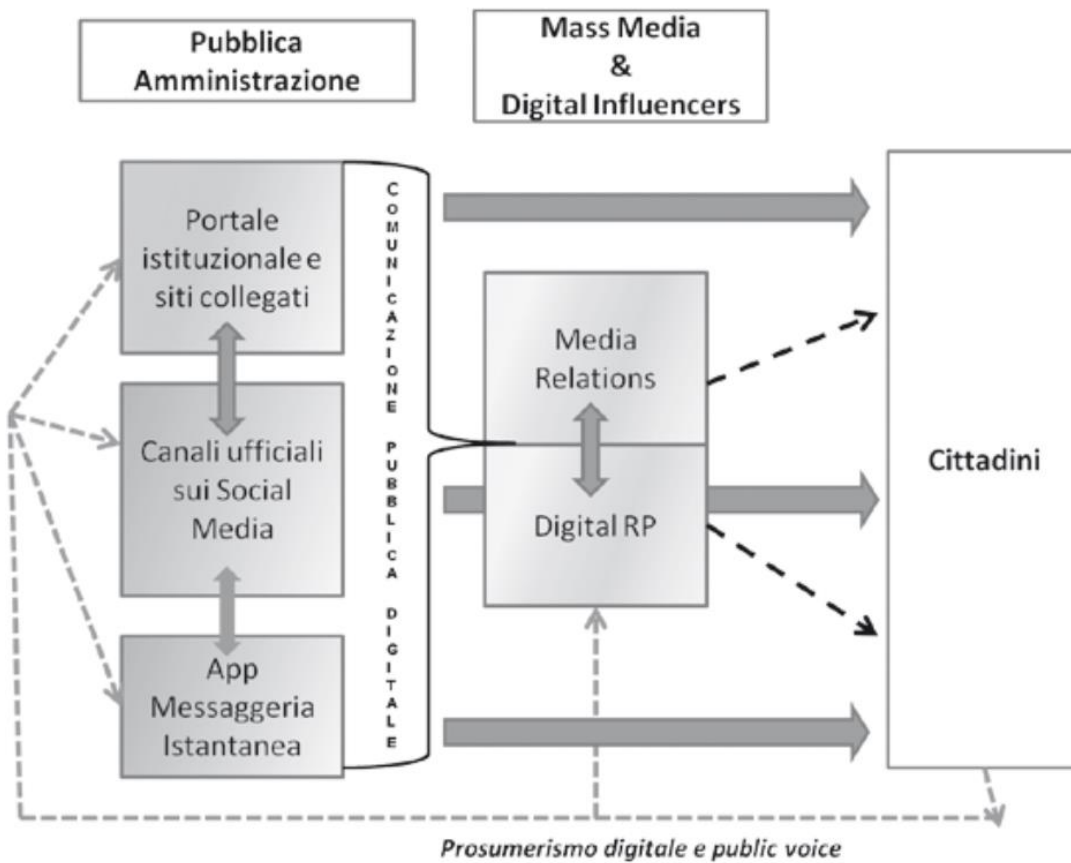 Pubblica
Amministrazione
Mass Media
&
Digital Influencers
Portale
istituzionale e
siti collegati
Canali ufficiali
sui Social
Media
App
Messaggeria
Istantanea
COMUNICAZIONE PUBBLICA DIGITALE
Media
Relations
Digital RP
Cittadini
Prosumerismo digitale e public voice